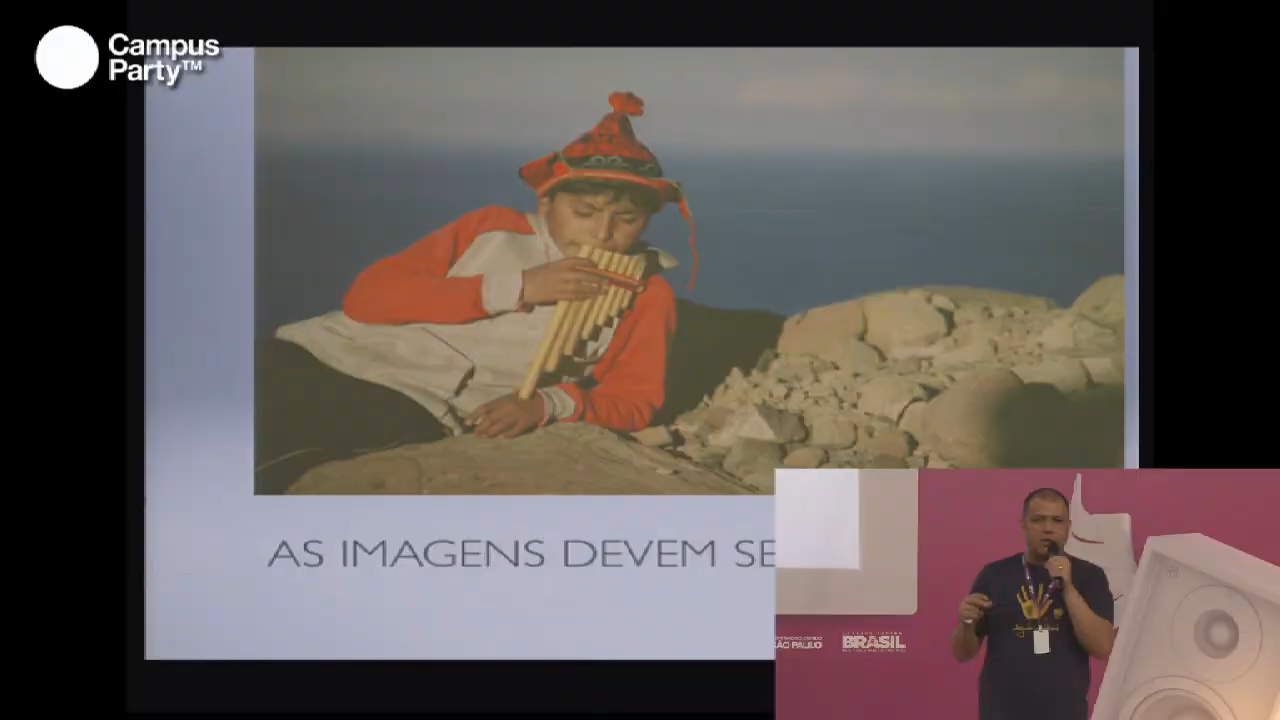 Campus
Party™
AS IMAGENS DEVEM SE
SÃO PAULO
BRASIL